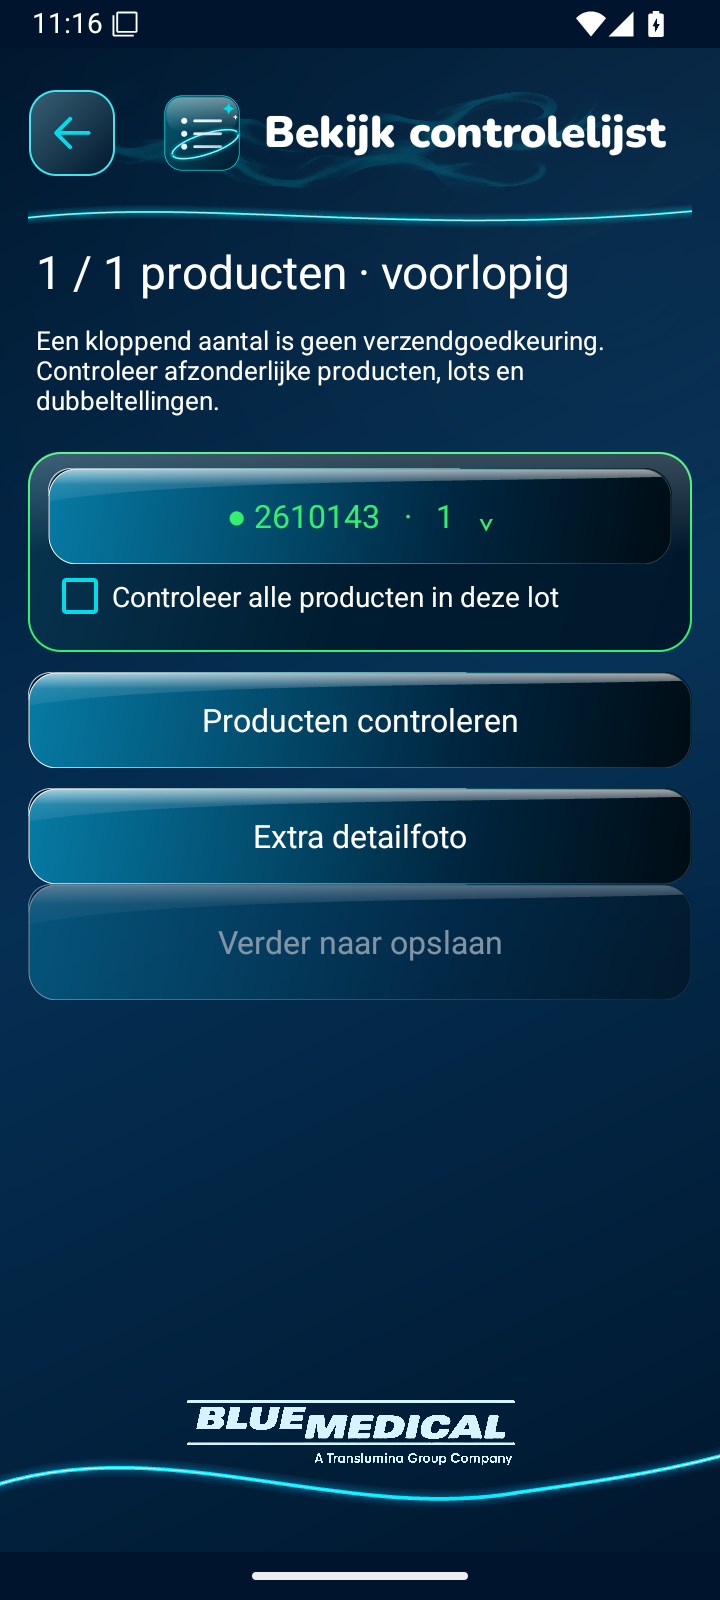 11:16
Bekijk controlelijst
1 / 1 producten · voorlopig
Een kloppend aantal is geen verzendgoedkeuring.
Controleer afzonderlijke producten, lots en
dubbeltellingen.
2610143 · 1
Controleer alle producten in deze lot
Producten controleren
Extra detailfoto
Verder naar opslaan
BLUEMEDICAL
A Translumina Group Company